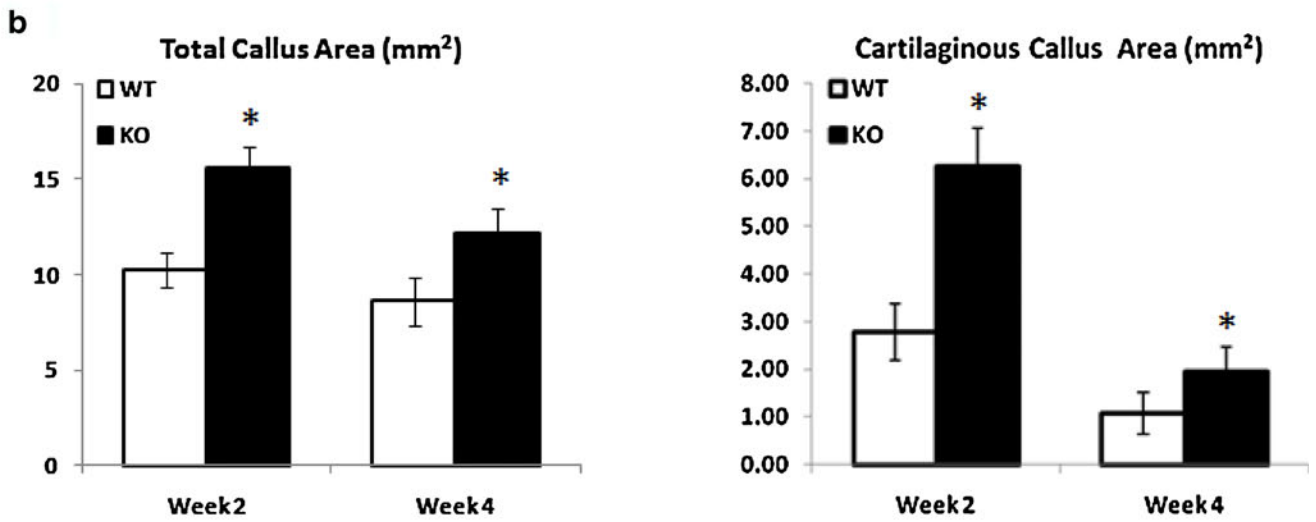 b
Total Callus Area (mm²)
20
15
10
5
0
WT
KO
*
*
Week2
Week4
Cartilaginous Callus Area (mm²)
8.00
7.00
6.00
5.00
4.00
3.00
2.00
1.00
0.00
WT
KO
*
*
Week2
Week4